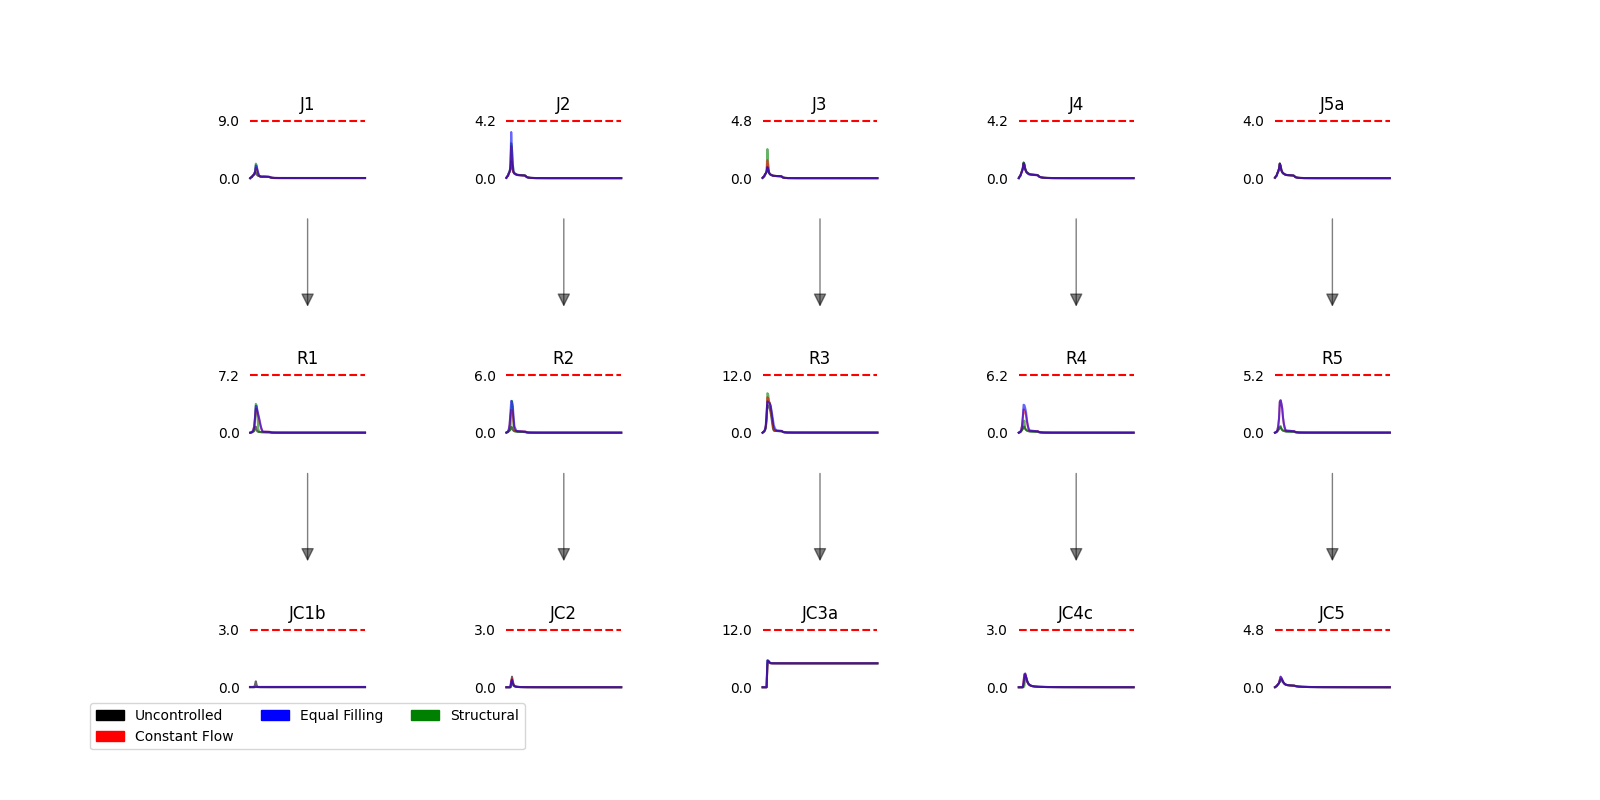 J1 J2 J3 J4 J5a
9.0 4.2 4.8 4.2 4.0
0.0 0.0 0.0 0.0 0.0
R1 R2 R3 R4 R5
7.2 6.0 12.0 6.2 5.2
0.0 0.0 0.0 0.0 0.0
JC1b JC2 JC3a JC4c JC5
3.0 3.0 12.0 3.0 4.8
0.0 0.0 0.0 0.0 0.0
Uncontrolled Equal Filling Structural
Constant Flow